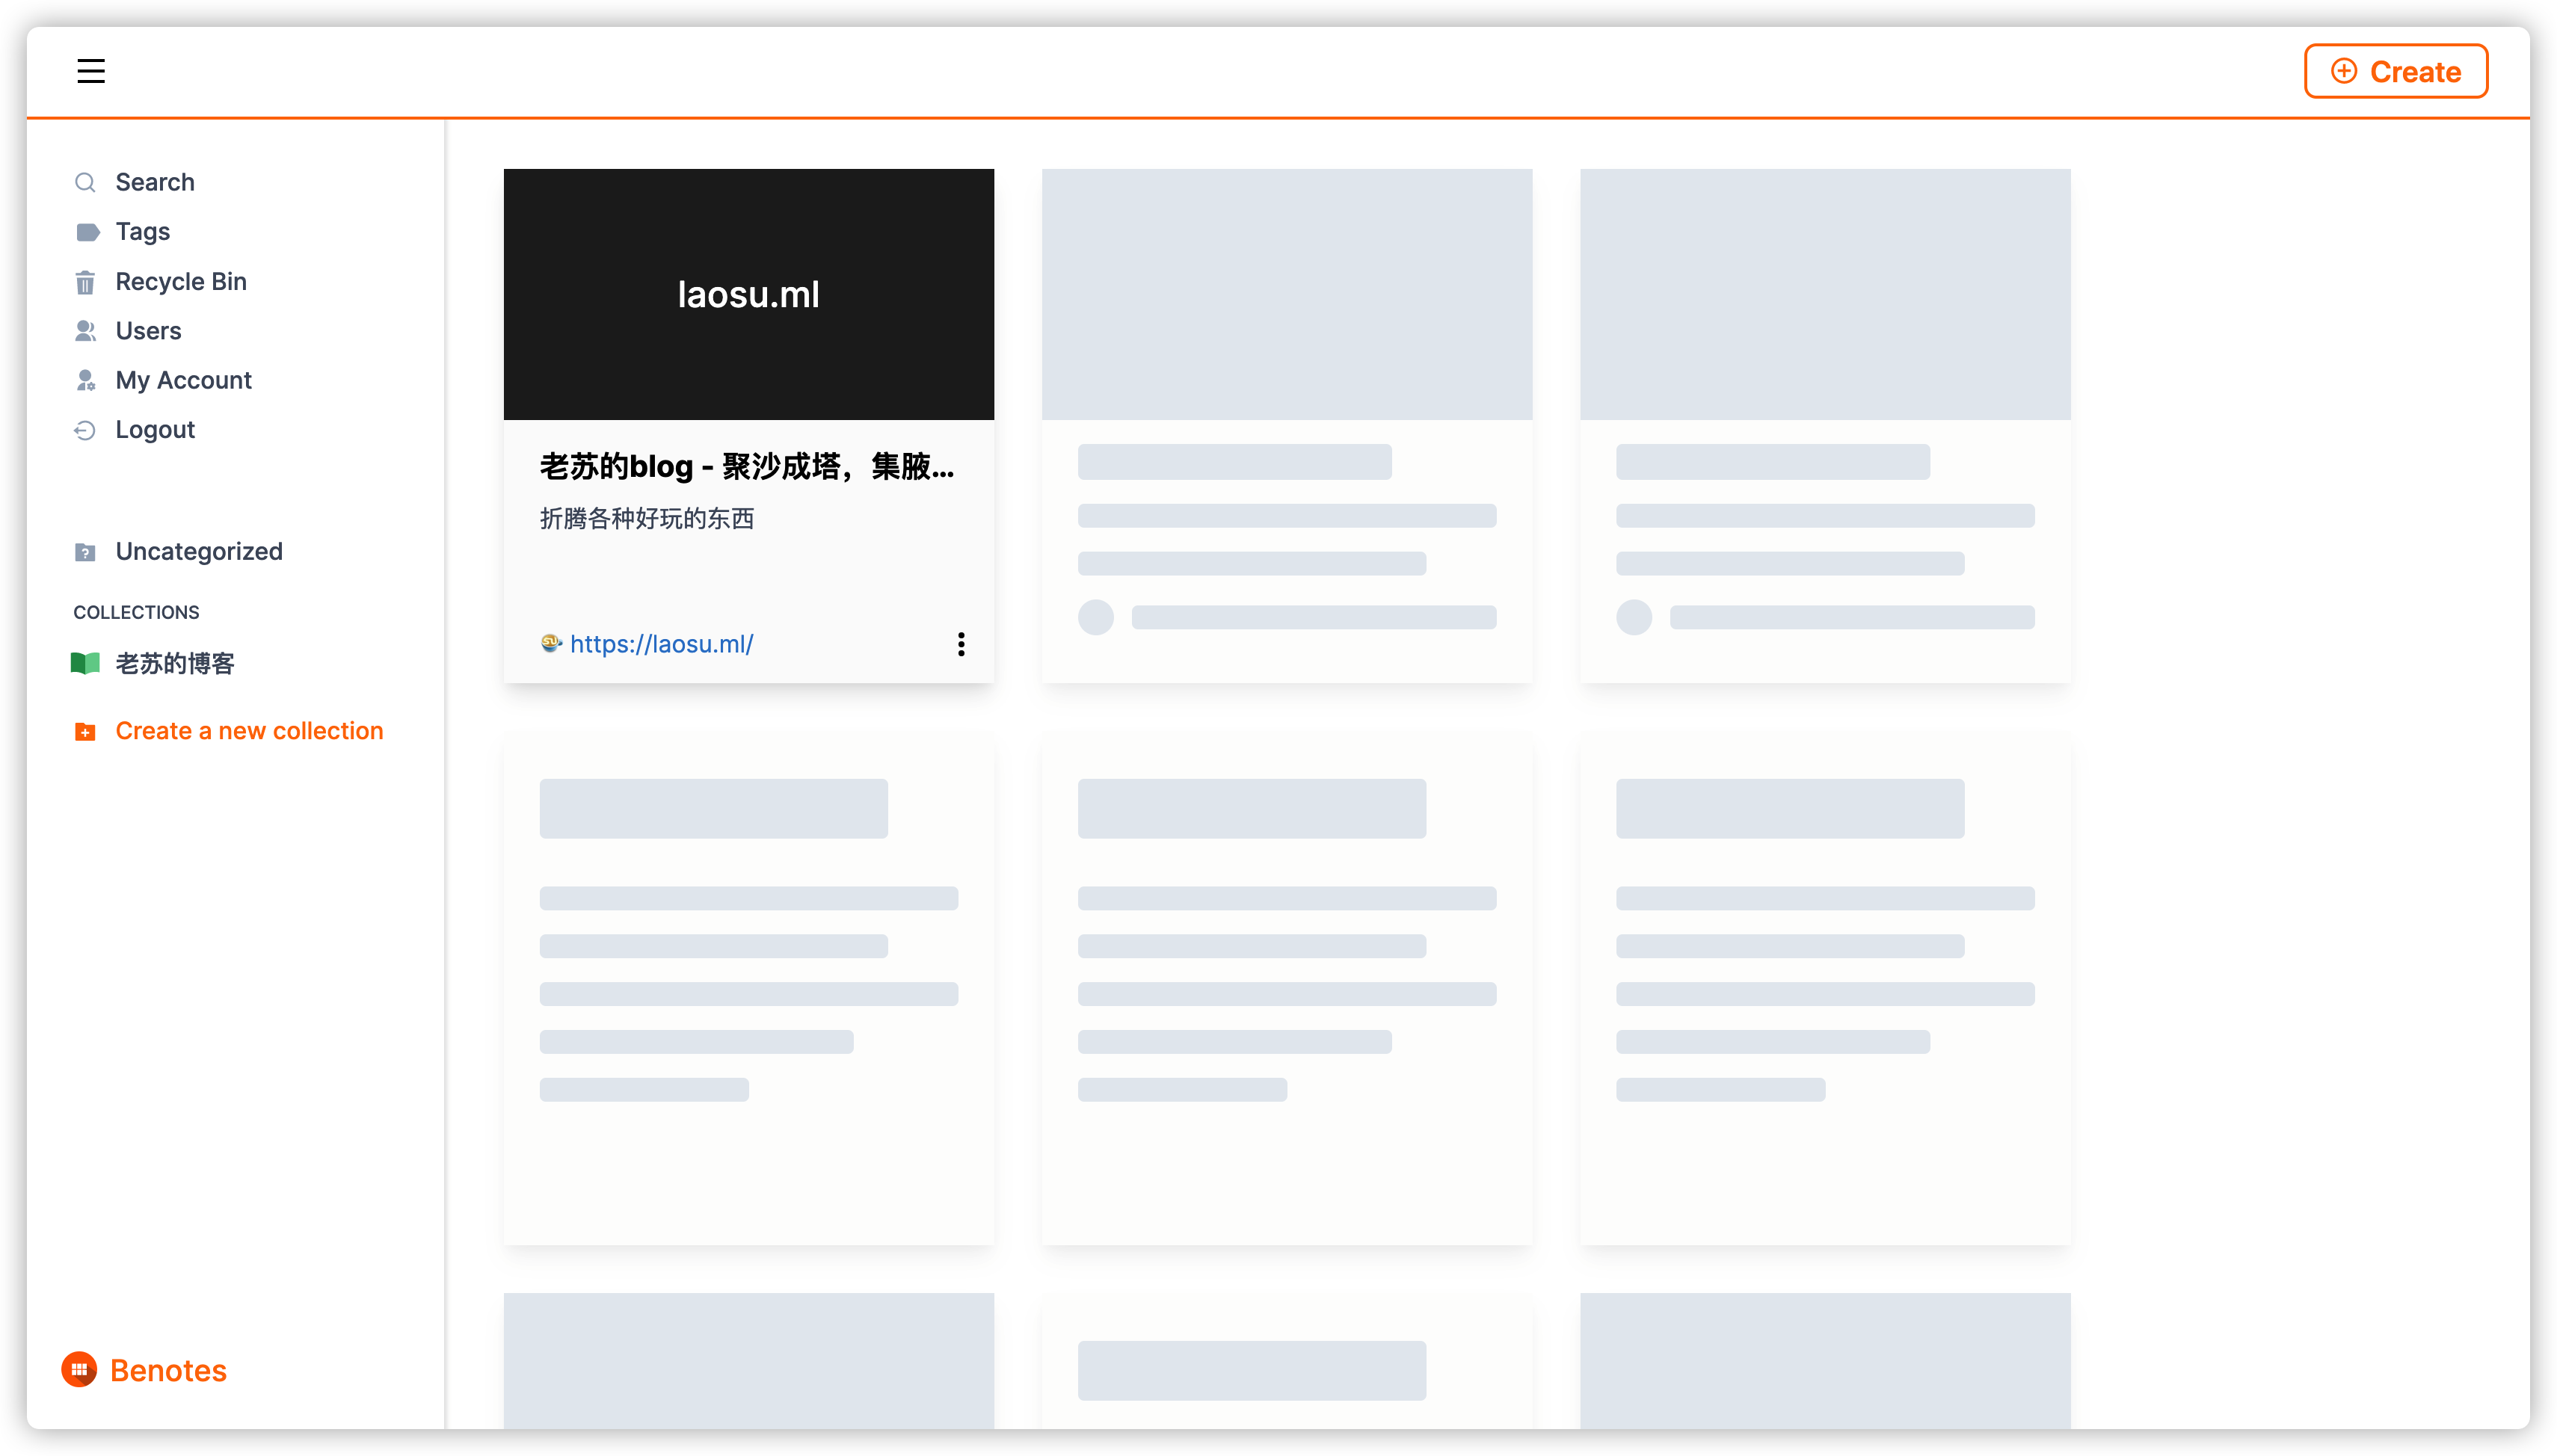 Create
Search
Tags
Recycle Bin
Users
My Account
Logout
Uncategorized
COLLECTIONS
老苏的博客
Create a new collection
Benotes
laosu.ml
老苏的blog - 聚沙成塔，集腋...
折腾各种好玩的东西
https://laosu.ml/